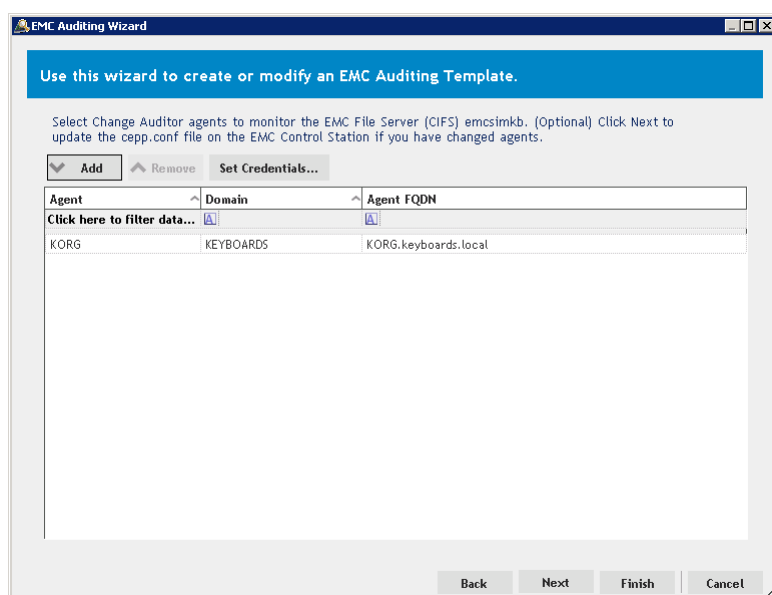 EMC Auditing Wizard
Use this wizard to create or modify an EMC Auditing Template.
Select Change Auditor agents to monitor the EMC File Server (CIFS) emcsimkb. (Optional) Click Next to
update the cepp.conf file on the EMC Control Station if you have changed agents.
Add Remove Set Credentials...
Agent Domain Agent FQDN
Click here to filter data... A A
KORG KEYBOARDS KORG.keyboards.local
Back Next Finish Cancel